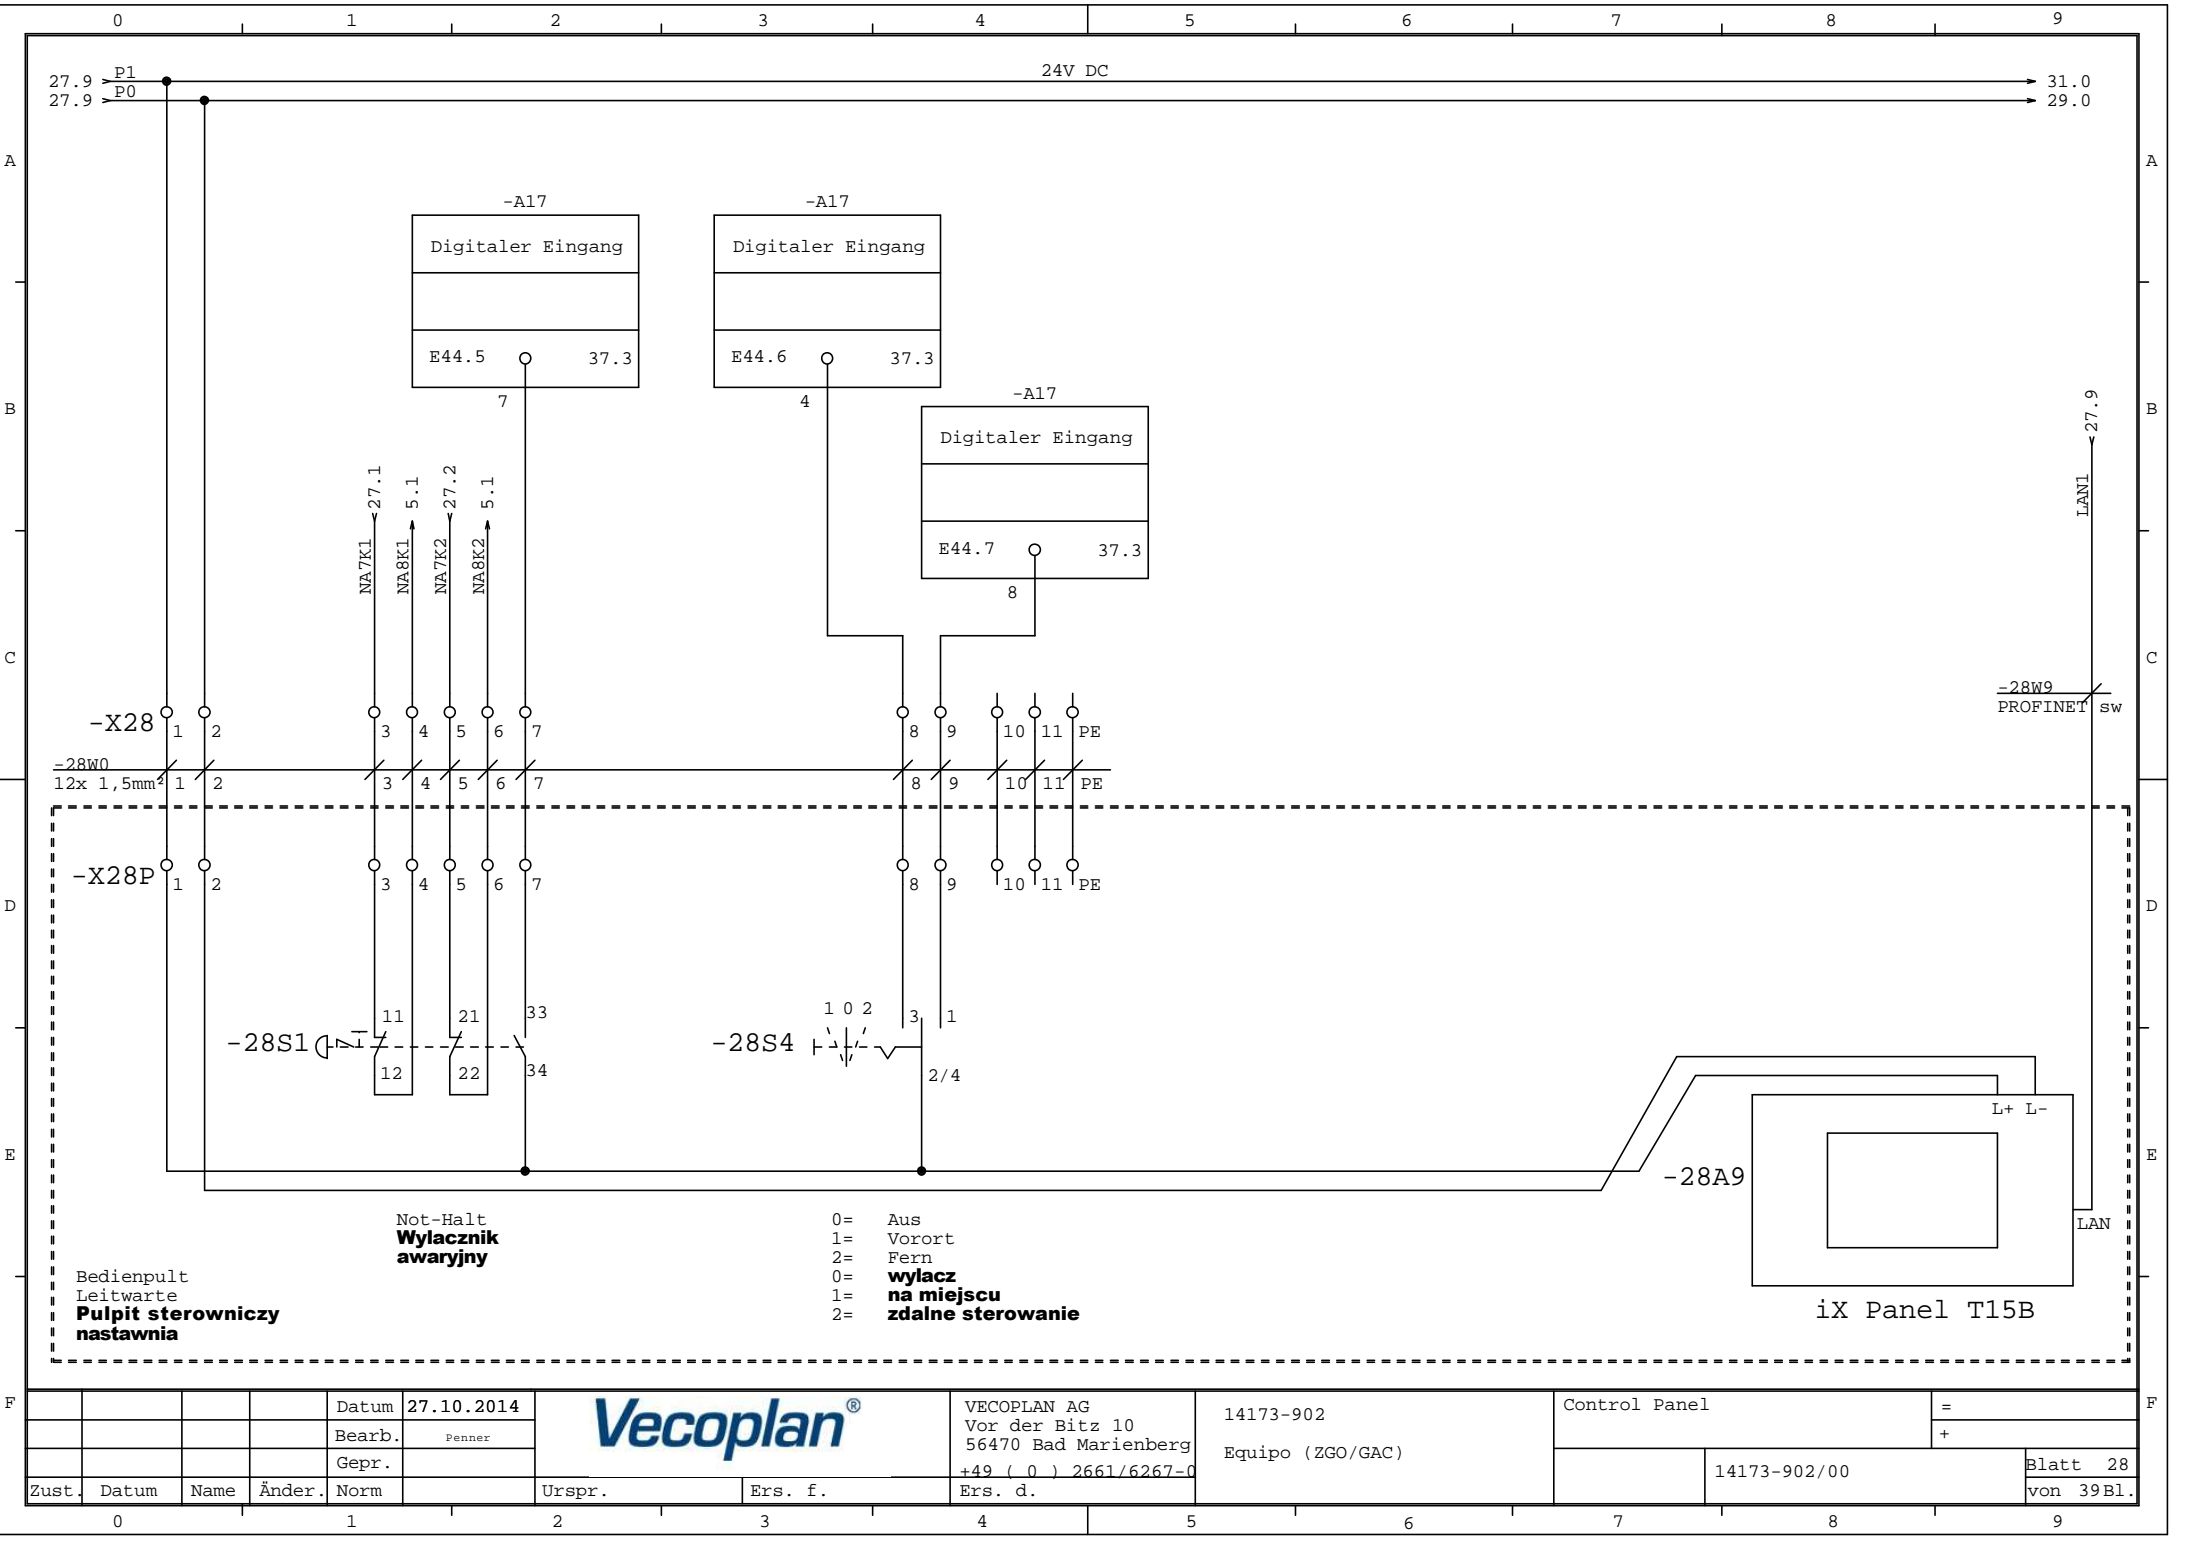 0 1 2 3 4 5 6 7 8 9
27.9 P1 24V DC 31.0
27.9 P0 29.0
A A
-A17 -A17
Digitaler Eingang Digitaler Eingang
E44.5 37.3 E44.6 37.3
7 4
-A17
B B
27.9
Digitaler Eingang
27.1 5.1 27.2 5.1
LAN1
E44.7 37.3
NA7K1 NA8K1 NA7K2 NA8K2
8
C C
-28W9
PROFINET sw
-X28 1 2 3 4 5 6 7 8 9 10 11 PE
-28W0
12x 1,5mm² 1 2 3 4 5 6 7 8 9 10 11 PE
-X28P 1 2 3 4 5 6 7 8 9 10 11 PE
D D
1 0 2
11 21 33 3 1
-28S1 -28S4
12 22 34 2/4
L+ L-
E E
-28A9
LAN
Not-Halt
Wylacznik
awaryjny
0= Aus
1= Vorort
2= Fern
0= wylacz
1= na miejscu
2= zdalne sterowanie
Bedienpult
Leitwarte
Pulpit sterowniczy
nastawnia
iX Panel T15B
F F
Datum 27.10.2014
Bearb. Penner
Gepr.
Zust. Datum Name Änder. Norm
Vecoplan®
Urspr. Ers. f. Ers. d.
VECOPLAN AG
Vor der Bitz 10
56470 Bad Marienberg
+49 ( 0 ) 2661/6267-0
14173-902
Equipo (ZGO/GAC)
Control Panel
=
+
14173-902/00
Blatt 28
von 39Bl.
0 1 2 3 4 5 6 7 8 9